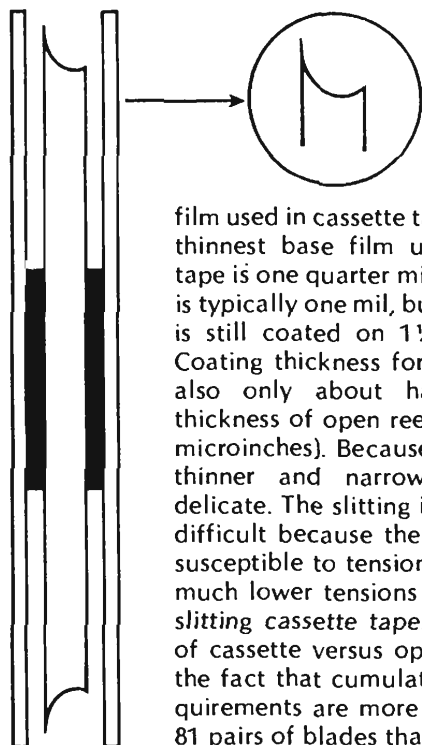 film used in cassette t
thinnest base film u
tape is one quarter mi
is typically one mil, bu
is still coated on 1
Coating thickness for
also only about ha
thickness of open ree
microinches). Because
thinner and narrow
delicate. The slitting i
difficult because the
susceptible to tension
much lower tensions
slitting cassette tape
of cassette versus op
the fact that cumulat
quirements are more
81 pairs of blades tha